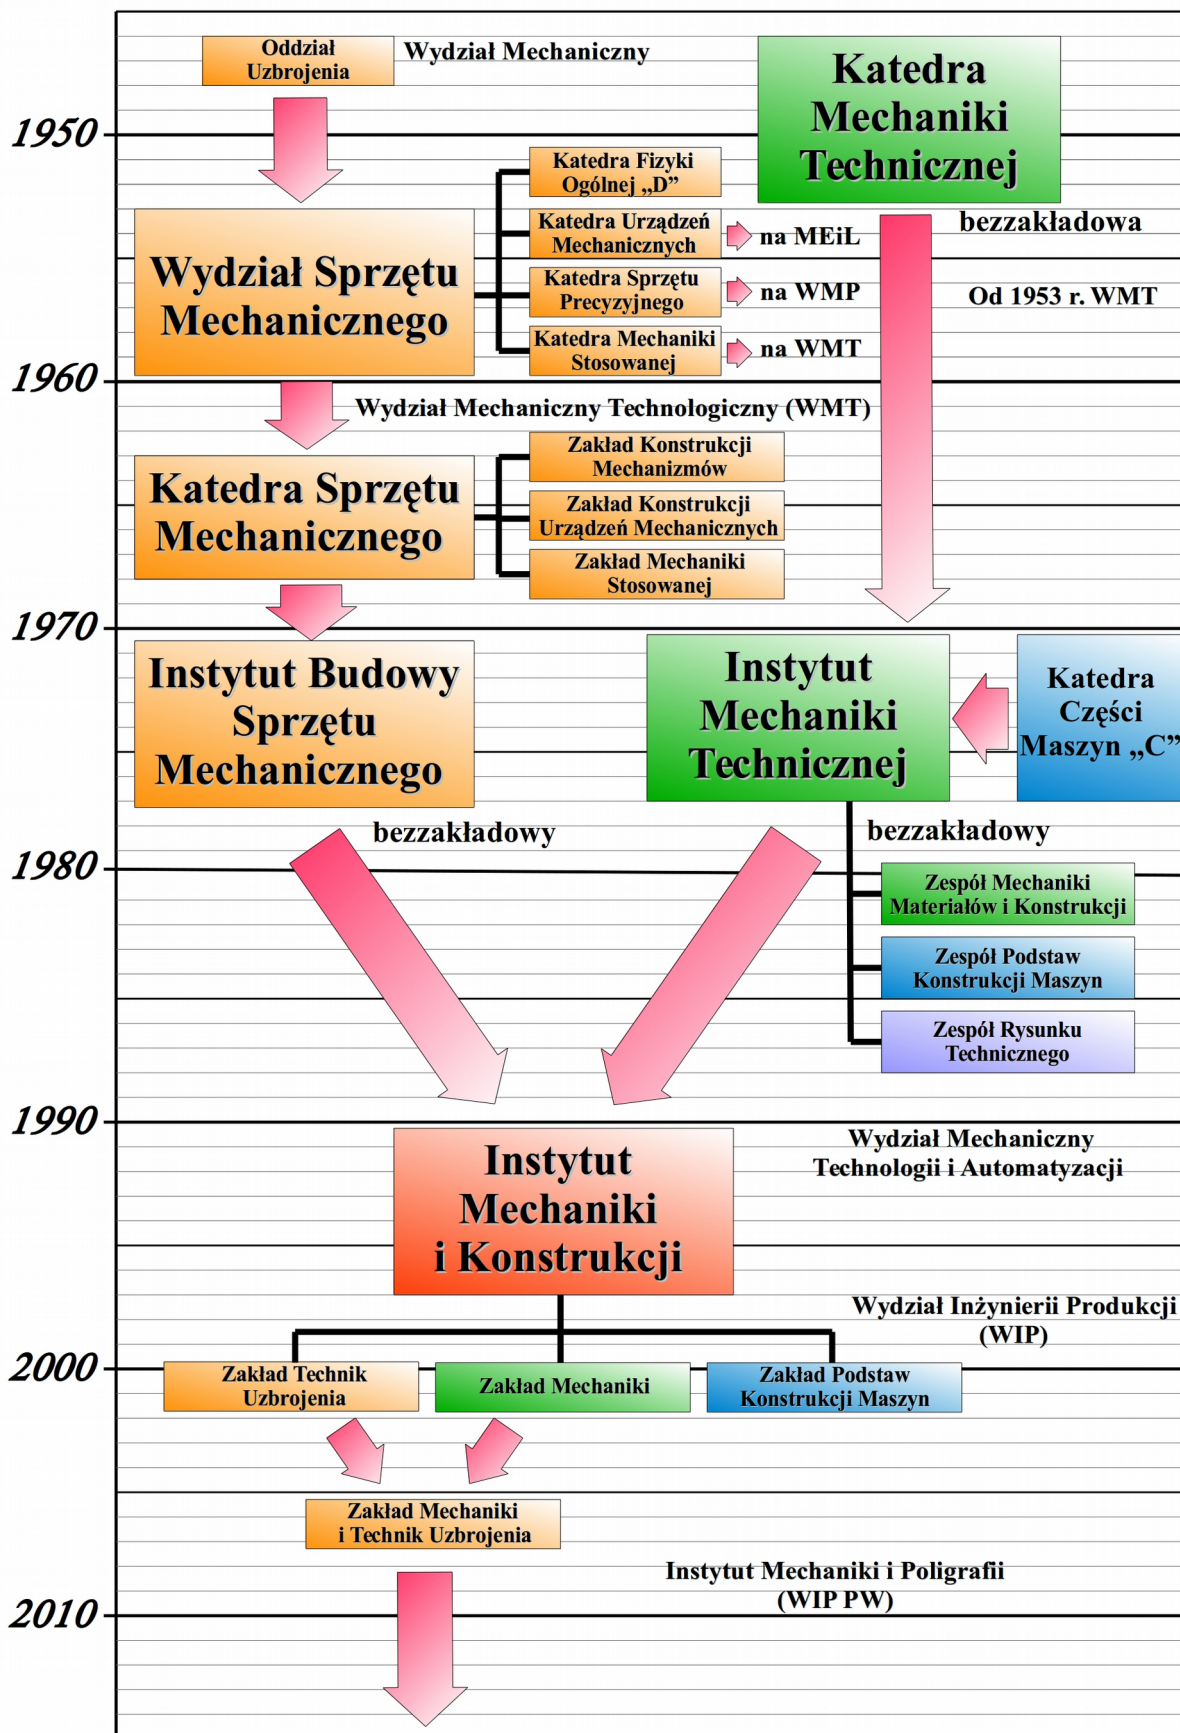 Oddział
Uzbrojenia
Wydział Mechaniczny
Katedra
Mechaniki
Technicznej
1950
Katedra Fizyki
Ogólnej „D”
Katedra Urządzeń
Mechanicznych
na MEiL
bezzakładowa
Wydział Sprzętu
Mechanicznego
Katedra Sprzętu
Precyzyjnego
na WMP
Od 1953 r. WMT
Katedra Mechaniki
Stosowanej
na WMT
1960
Wydział Mechaniczny Technologiczny (WMT)
Katedra Sprzętu
Mechanicznego
Zakład Konstrukcji
Mechanizmów
Zakład Konstrukcji
Urządzeń Mechanicznych
Zakład Mechaniki
Stosowanej
1970
Instytut Budowy
Sprzętu
Mechanicznego
Instytut
Mechaniki
Technicznej
Katedra
Części
Maszyn „C”
bezzakładowy
bezzakładowy
1980
Zespół Mechaniki
Materiałów i Konstrukcji
Zespół Podstaw
Konstrukcji Maszyn
Zespół Rysunku
Technicznego
1990
Instytut
Mechaniki
i Konstrukcji
Wydział Mechaniczny
Technologii i Automatyzacji
Wydział Inżynierii Produkcji
(WIP)
2000
Zakład Technik
Uzbrojenia
Zakład Mechaniki
Zakład Podstaw
Konstrukcji Maszyn
Zakład Mechaniki
i Technik Uzbrojenia
Instytut Mechaniki i Poligrafii
(WIP PW)
2010